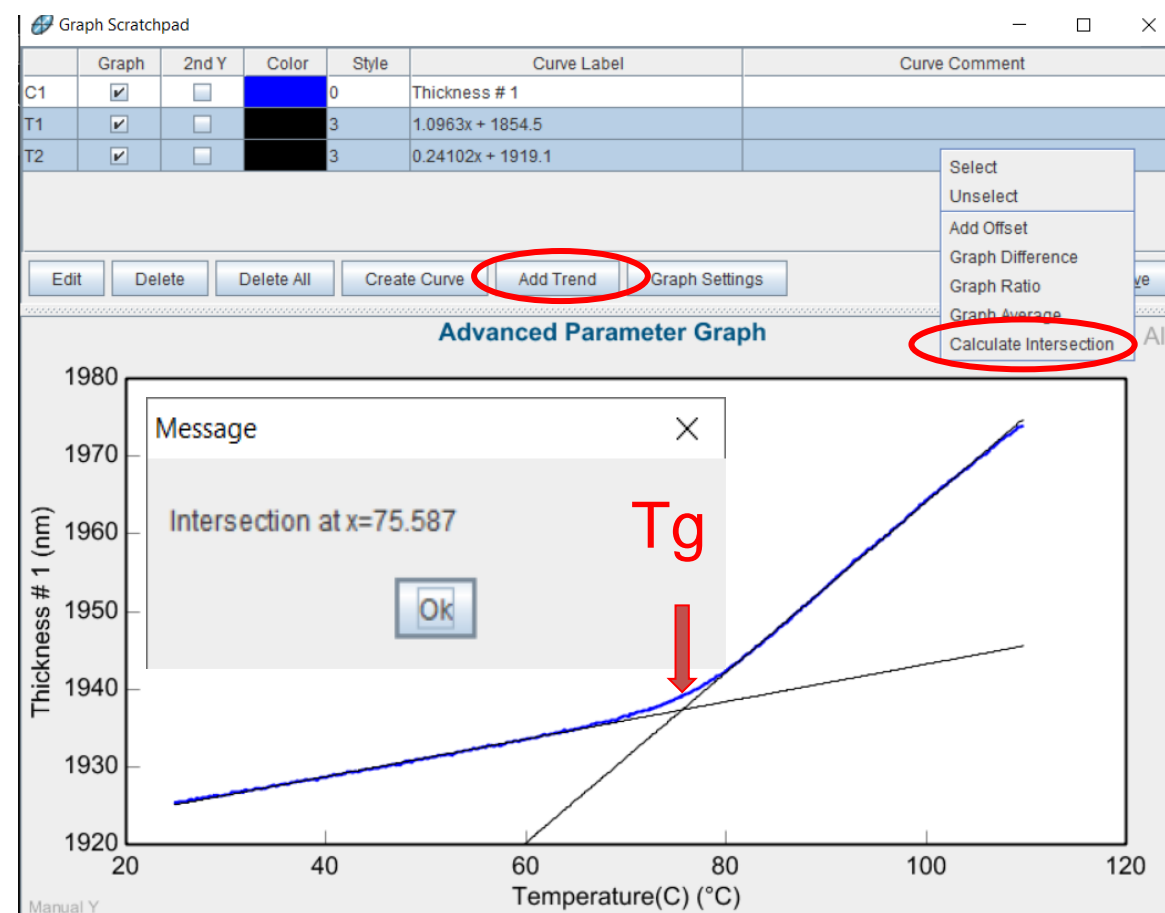 Graph Scratchpad
Graph 2nd Y Color Style Curve Label Curve Comment
C1 0 Thickness # 1
T1 3 1.0963x + 1854.5
T2 3 0.24102x + 1919.1
Select
Unselect
Add Offset
Graph Difference
Graph Ratio
Graph Average
Calculate Intersection
Edit Delete Delete All Create Curve Add Trend Graph Settings
Advanced Parameter Graph
Message
Intersection at x=75.587
Ok
Tg
Thickness # 1 (nm)
1980
1970
1960
1950
1940
1930
1920
20 40 60 80 100 120
Temperature(C) (°C)
Manual Y